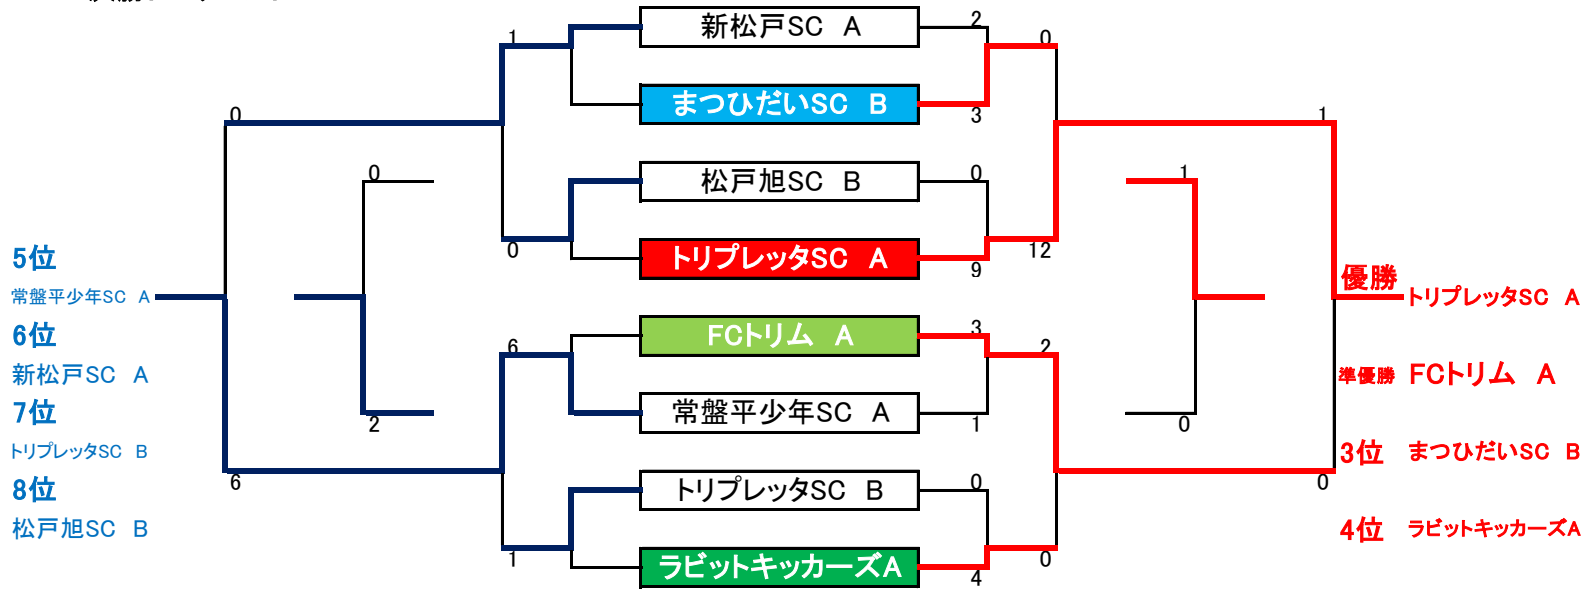 2
新松戸SC　A
1
0
まつひだいSC　B
0
3
1
0
松戸旭SC　B
0
1
0
12
5位
トリプレッタSC　A
9
優勝
常盤平少年SC　A
トリプレッタSC　A
6位
FCトリム　A
3
6
2
新松戸SC　A
準優勝　FCトリム　A
7位
常盤平少年SC　A
2
1
0
トリプレッタSC　B
3位　まつひだいSC　B
6
トリプレッタSC　B
0
0
8位
松戸旭SC　B
4位　ラビットキッカーズA
1
ラビットキッカーズA
0
4